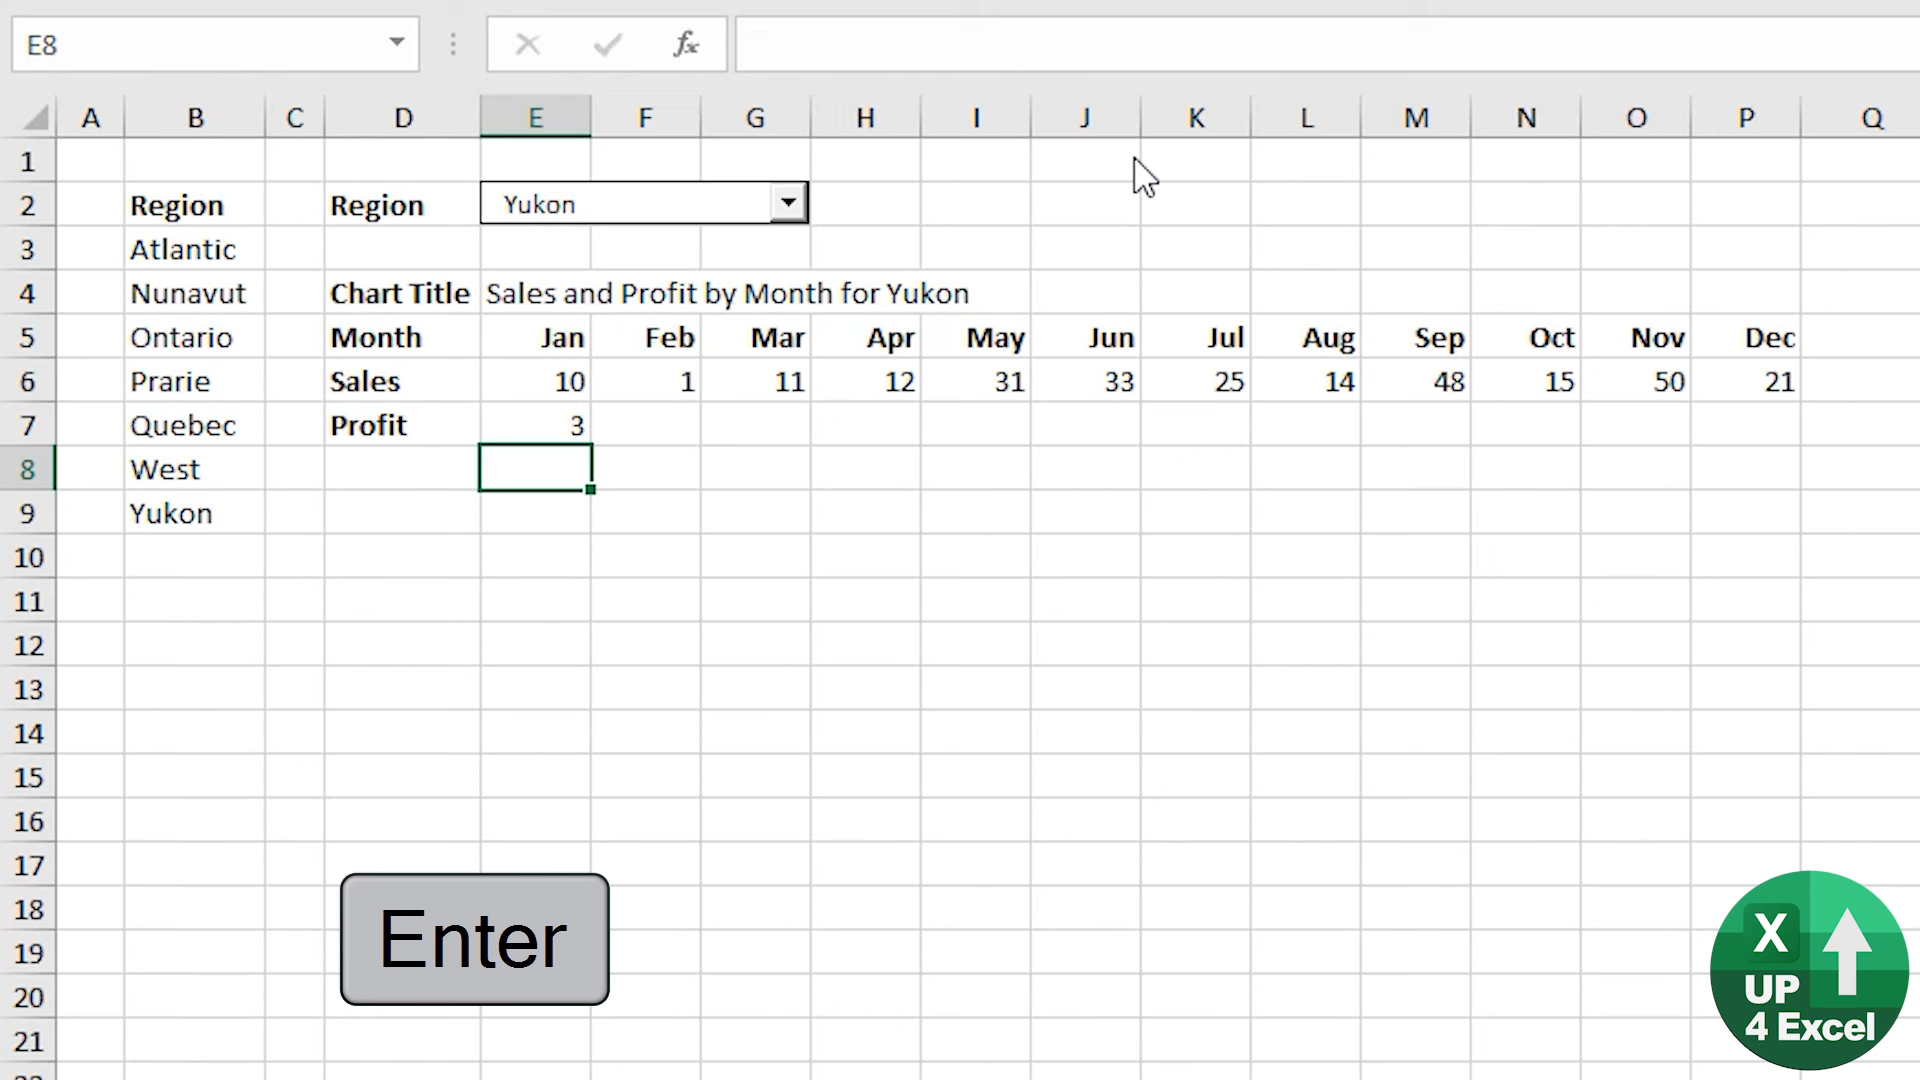 E8 fx
A B C D E F G H I J K L M N O P Q
1
2 Region Region Yukon
3 Atlantic
4 Nunavut Chart Title Sales and Profit by Month for Yukon
5 Ontario Month Jan Feb Mar Apr May Jun Jul Aug Sep Oct Nov Dec
6 Prarie Sales 10 1 11 12 31 33 25 14 48 15 50 21
7 Quebec Profit 3
8 West
9 Yukon
10
11
12
13
14
15
16
17
18
19
20
21
Enter
X
UP
4 Excel